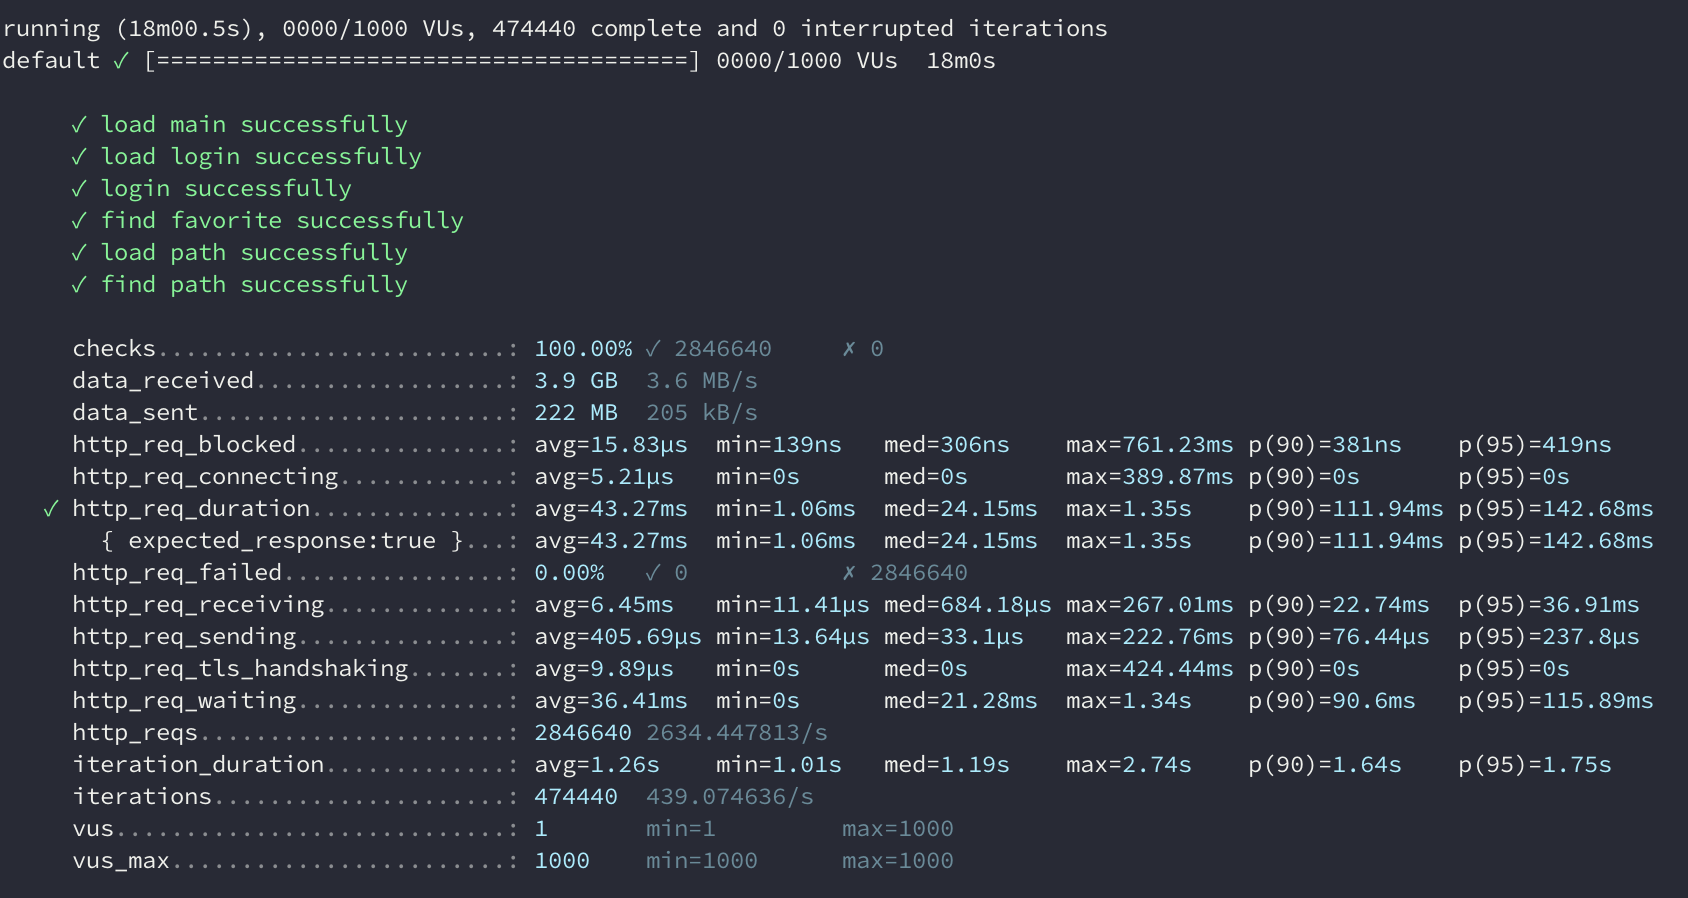 running (18m00.5s), 0000/1000 VUs, 474440 complete and 0 interrupted iterations
default ✓ [======================================] 0000/1000 VUs  18m0s
✓ load main successfully
✓ load login successfully
✓ login successfully
✓ find favorite successfully
✓ load path successfully
✓ find path successfully
checks.........................: 100.00% ✓ 2846640     ✗ 0
data_received..................: 3.9 GB  3.6 MB/s
data_sent......................: 222 MB  205 kB/s
http_req_blocked...............: avg=15.83µs  min=139ns   med=306ns    max=761.23ms p(90)=381ns    p(95)=419ns
http_req_connecting............: avg=5.21µs   min=0s      med=0s       max=389.87ms p(90)=0s       p(95)=0s
✓ http_req_duration..............: avg=43.27ms  min=1.06ms  med=24.15ms  max=1.35s    p(90)=111.94ms p(95)=142.68ms
{ expected_response:true }...: avg=43.27ms  min=1.06ms  med=24.15ms  max=1.35s    p(90)=111.94ms p(95)=142.68ms
http_req_failed................: 0.00%   ✓ 0           ✗ 2846640
http_req_receiving.............: avg=6.45ms   min=11.41µs med=684.18µs max=267.01ms p(90)=22.74ms  p(95)=36.91ms
http_req_sending...............: avg=405.69µs min=13.64µs med=33.1µs   max=222.76ms p(90)=76.44µs  p(95)=237.8µs
http_req_tls_handshaking.......: avg=9.89µs   min=0s      med=0s       max=424.44ms p(90)=0s       p(95)=0s
http_req_waiting...............: avg=36.41ms  min=0s      med=21.28ms  max=1.34s    p(90)=90.6ms   p(95)=115.89ms
http_reqs......................: 2846640 2634.447813/s
iteration_duration.............: avg=1.26s    min=1.01s   med=1.19s    max=2.74s    p(90)=1.64s    p(95)=1.75s
iterations.....................: 474440  439.074636/s
vus............................: 1       min=1         max=1000
vus_max........................: 1000    min=1000      max=1000